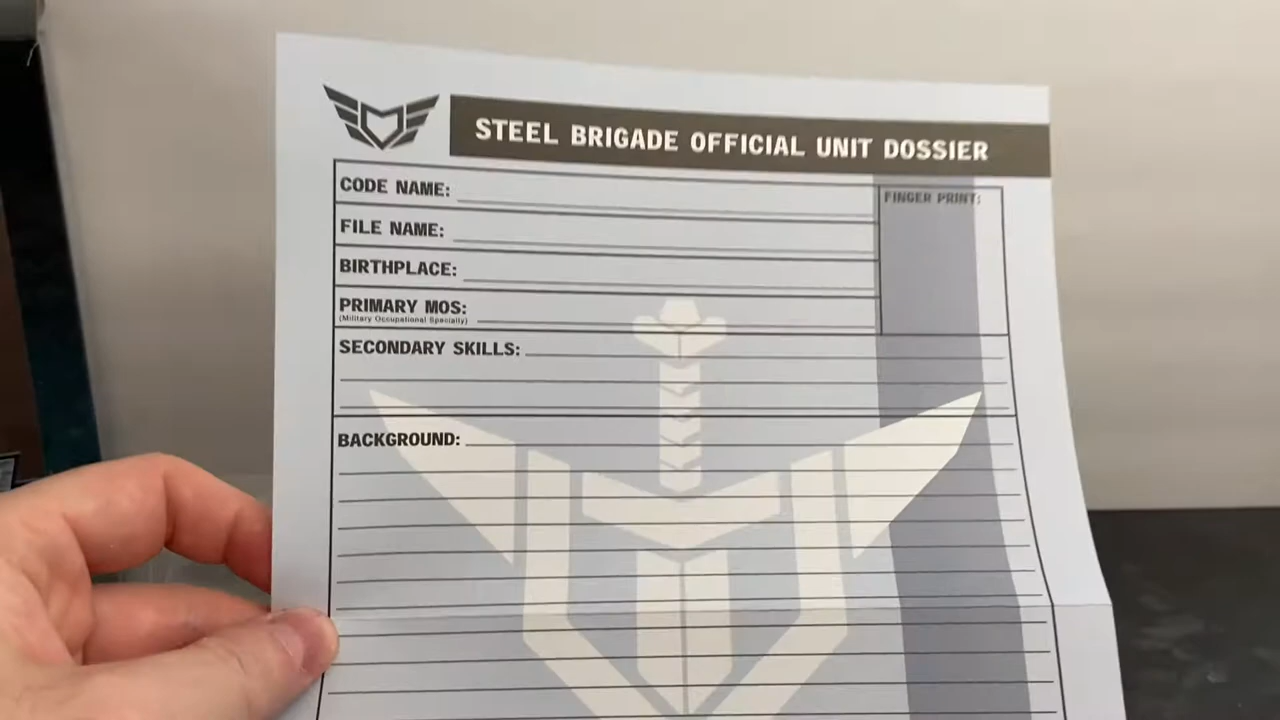 STEEL BRIGADE OFFICIAL UNIT DOSSIER
CODE NAME:
FINGER PRINT:
FILE NAME:
BIRTHPLACE:
PRIMARY MOS:
(Military Occupational Specialty)
SECONDARY SKILLS:
BACKGROUND: